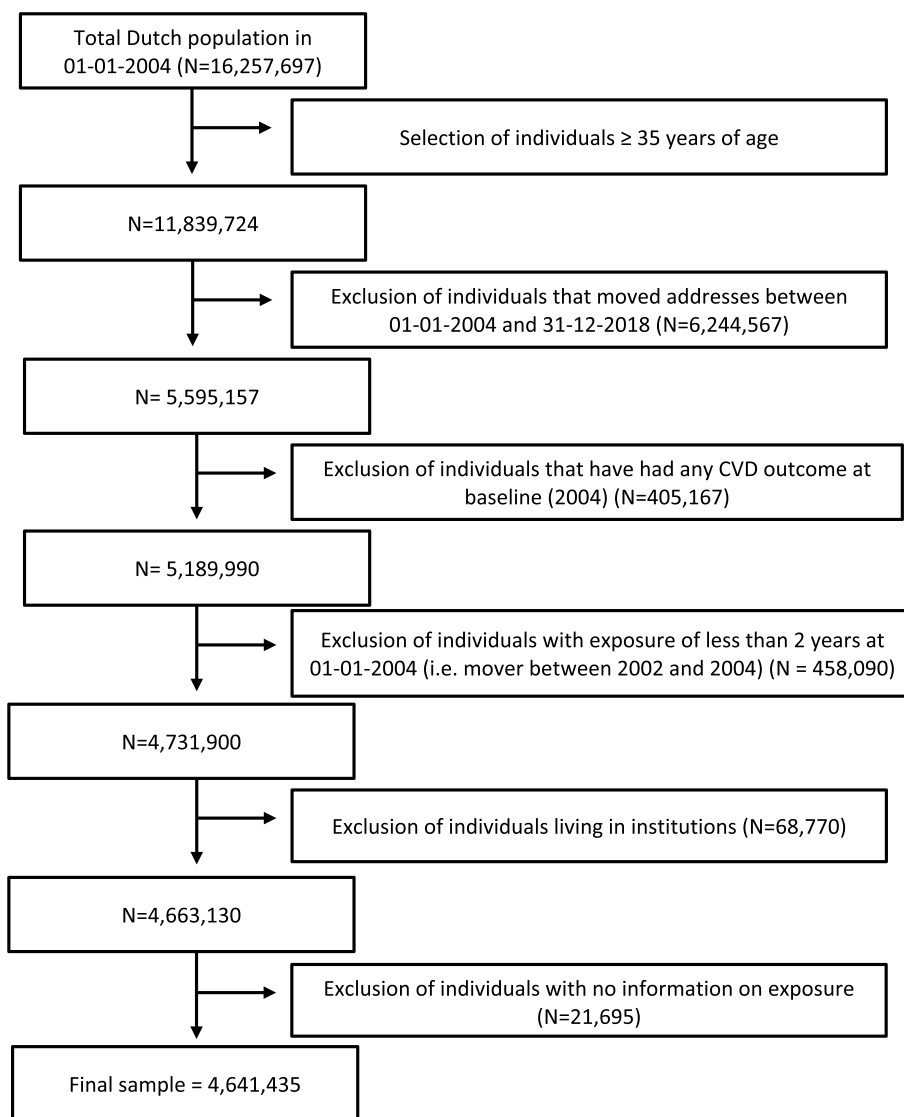 Total Dutch population in
01-01-2004 (N=16,257,697)
Selection of individuals ≥ 35 years of age
N=11,839,724
Exclusion of individuals that moved addresses between
01-01-2004 and 31-12-2018 (N=6,244,567)
N= 5,595,157
Exclusion of individuals that have had any CVD outcome at
baseline (2004) (N=405,167)
N= 5,189,990
Exclusion of individuals with exposure of less than 2 years at
01-01-2004 (i.e. mover between 2002 and 2004) (N = 458,090)
N=4,731,900
Exclusion of individuals living in institutions (N=68,770)
N=4,663,130
Exclusion of individuals with no information on exposure
(N=21,695)
Final sample = 4,641,435